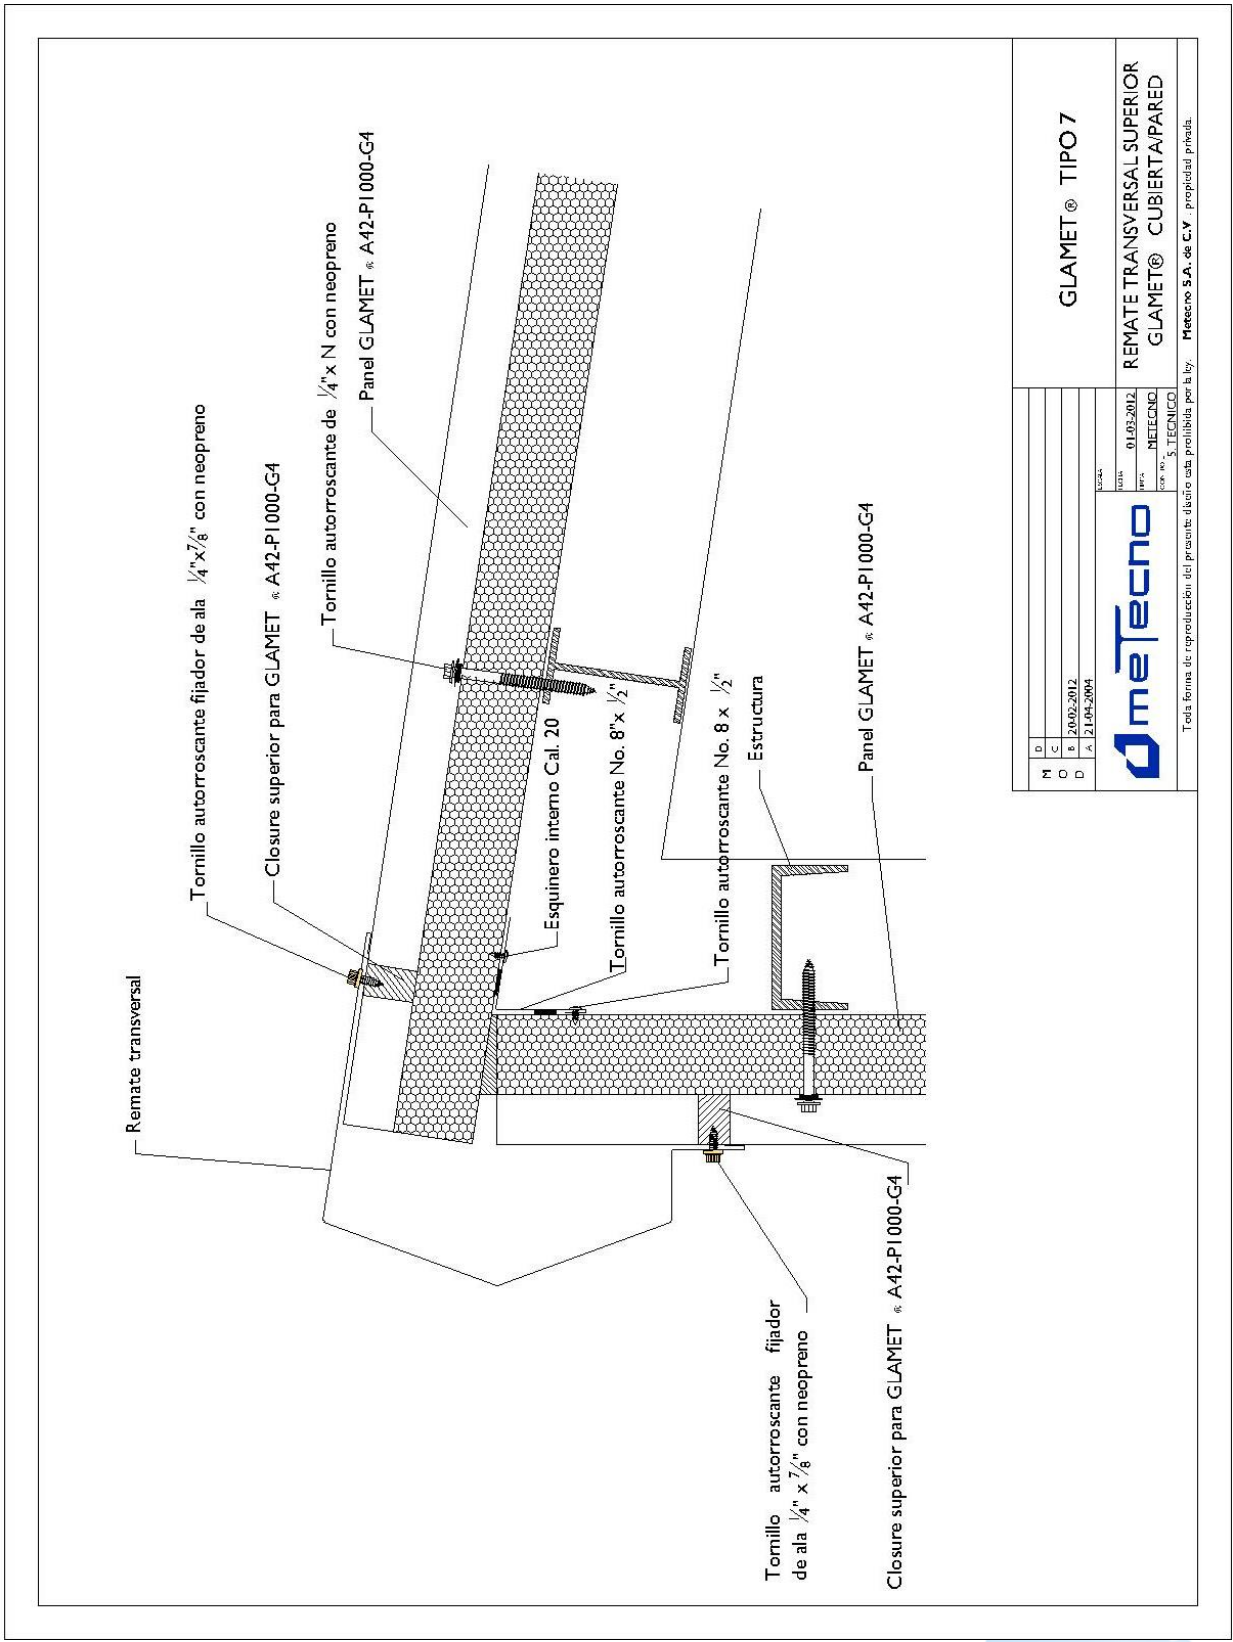 Remate transversal
Tornillo autorroscante fijador de ala ¼"x⅞" con neopreno
Closure superior para GLAMET ® A42-P1000-G4
Tornillo autorroscante de ¼"x N con neopreno
Panel GLAMET ® A42-P1000-G4
Esquinero interno Cal. 20
Tornillo autorroscante No. 8"x ½"
Tornillo autorroscante No. 8 x ½"
Estructura
Panel GLAMET ® A42-P1000-G4
Tornillo autorroscante fijador
de ala ¼" x ⅞" con neopreno
Closure superior para GLAMET ® A42-P1000-G4
GLAMET ® TIPO 7
M
O
D
D
C
B 20-02-2012
A 21-04-2004
meTecno
ESCALA
FECHA 01-03-2012
METECNO
S. TECNICO
REMATE TRANSVERSAL SUPERIOR
GLAMET® CUBIERTA/PARED
Toda forma de reproducción del presente diseño esta prohibida por la ley. Metecno S.A. de C.V. propiedad privada.